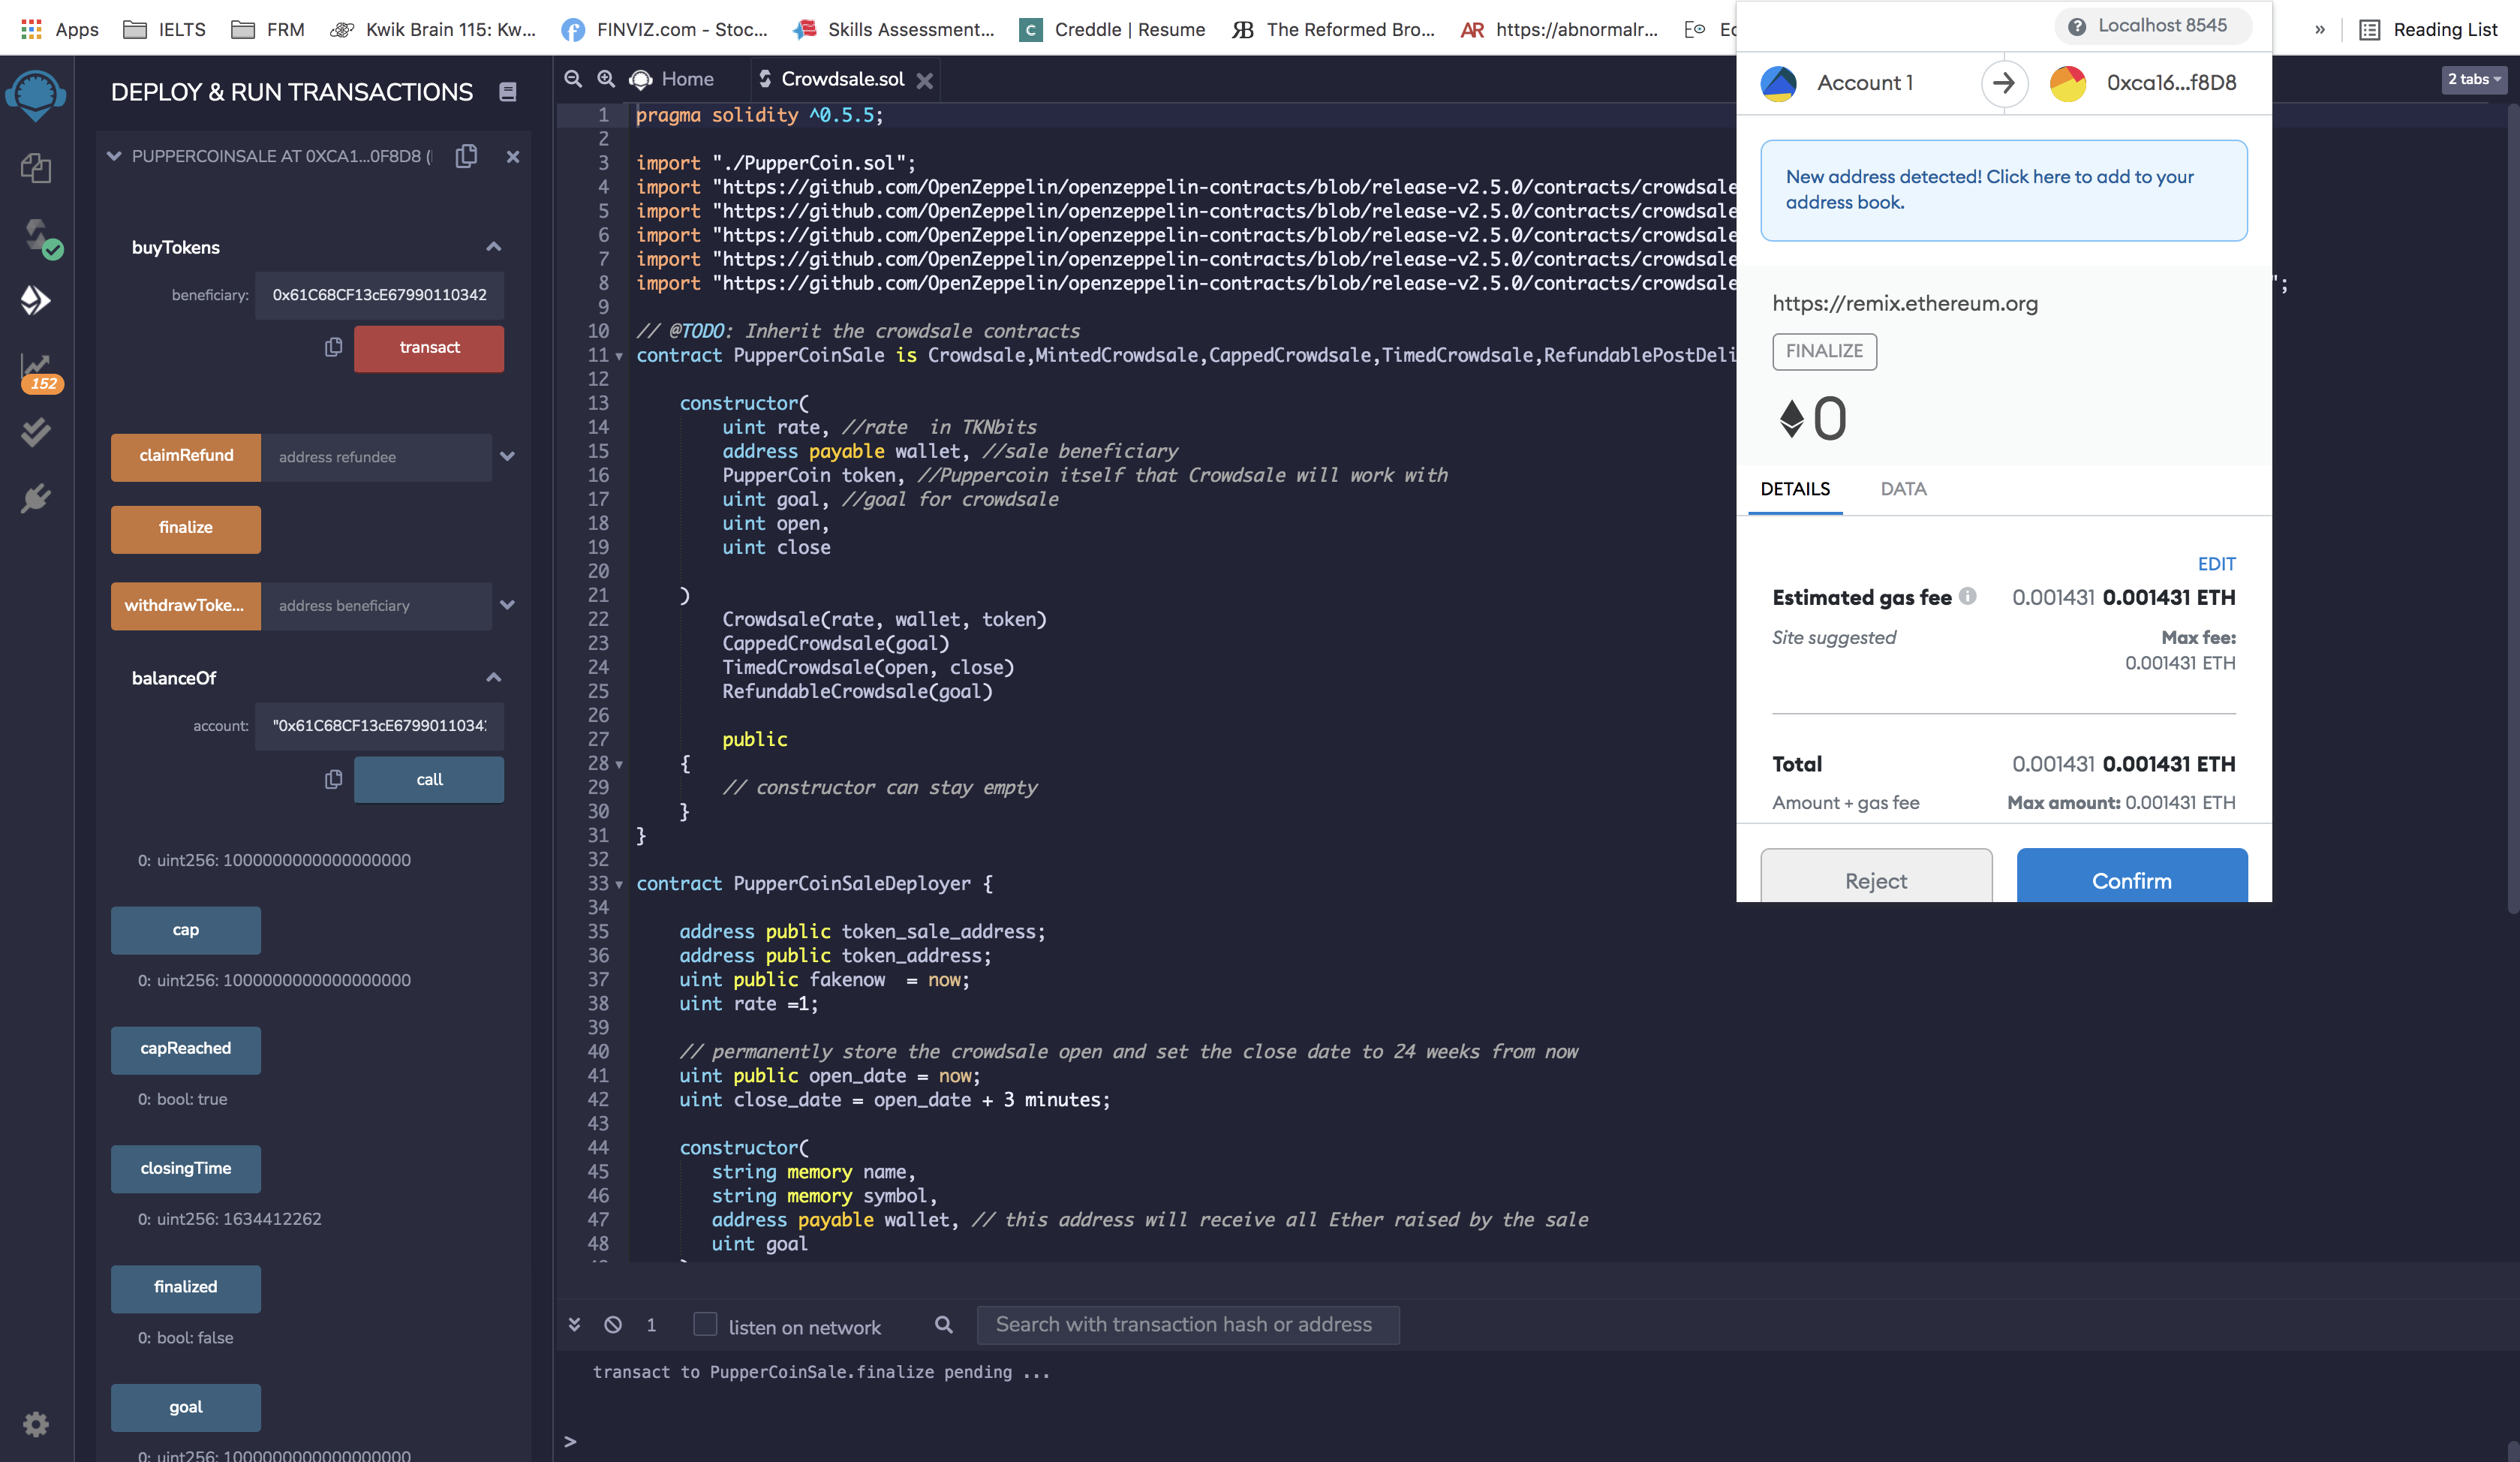 Apps
IELTS
FRM
Kwik Brain 115: Kw...
FINVIZ.com - Stoc...
Skills Assessment...
Creddle | Resume
The Reformed Bro...
https://abnormalr...
»
Reading List
DEPLOY & RUN TRANSACTIONS
PUPPERCOINSALE AT 0XCA1...0F8D8 (
buyTokens
beneficiary: 0x61C68CF13cE67990110342
transact
claimRefund address refundee
finalize
withdrawToke... address beneficiary
balanceOf
account: "0x61C68CF13cE6799011034
call
0: uint256: 1000000000000000000
cap
0: uint256: 1000000000000000000
capReached
0: bool: true
closingTime
0: uint256: 1634412262
finalized
0: bool: false
goal
0: uint256: 1000000000000000000
152
Home
Crowdsale.sol
2 tabs
1 pragma solidity ^0.5.5;
2
3 import "./PupperCoin.sol";
4 import "https://github.com/OpenZeppelin/openzeppelin-contracts/blob/release-v2.5.0/contracts/crowdsale
5 import "https://github.com/OpenZeppelin/openzeppelin-contracts/blob/release-v2.5.0/contracts/crowdsale
6 import "https://github.com/OpenZeppelin/openzeppelin-contracts/blob/release-v2.5.0/contracts/crowdsale
7 import "https://github.com/OpenZeppelin/openzeppelin-contracts/blob/release-v2.5.0/contracts/crowdsale
8 import "https://github.com/OpenZeppelin/openzeppelin-contracts/blob/release-v2.5.0/contracts/crowdsale ";
9
10 // @TODO: Inherit the crowdsale contracts
11 contract PupperCoinSale is Crowdsale,MintedCrowdsale,CappedCrowdsale,TimedCrowdsale,RefundablePostDeli
12
13 constructor(
14 uint rate, //rate in TKNbits
15 address payable wallet, //sale beneficiary
16 PupperCoin token, //Puppercoin itself that Crowdsale will work with
17 uint goal, //goal for crowdsale
18 uint open,
19 uint close
20
21 )
22 Crowdsale(rate, wallet, token)
23 CappedCrowdsale(goal)
24 TimedCrowdsale(open, close)
25 RefundableCrowdsale(goal)
26
27 public
28 {
29 // constructor can stay empty
30 }
31 }
32
33 contract PupperCoinSaleDeployer {
34
35 address public token_sale_address;
36 address public token_address;
37 uint public fakenow = now;
38 uint rate =1;
39
40 // permanently store the crowdsale open and set the close date to 24 weeks from now
41 uint public open_date = now;
42 uint close_date = open_date + 3 minutes;
43
44 constructor(
45 string memory name,
46 string memory symbol,
47 address payable wallet, // this address will receive all Ether raised by the sale
48 uint goal
1
listen on network
Search with transaction hash or address
transact to PupperCoinSale.finalize pending ...
>
Localhost 8545
Account 1
0xca16...f8D8
New address detected! Click here to add to your
address book.
https://remix.ethereum.org
FINALIZE
0
DETAILS DATA
EDIT
Estimated gas fee 0.001431 0.001431 ETH
Site suggested Max fee:
0.001431 ETH
Total 0.001431 0.001431 ETH
Amount + gas fee Max amount: 0.001431 ETH
Reject
Confirm